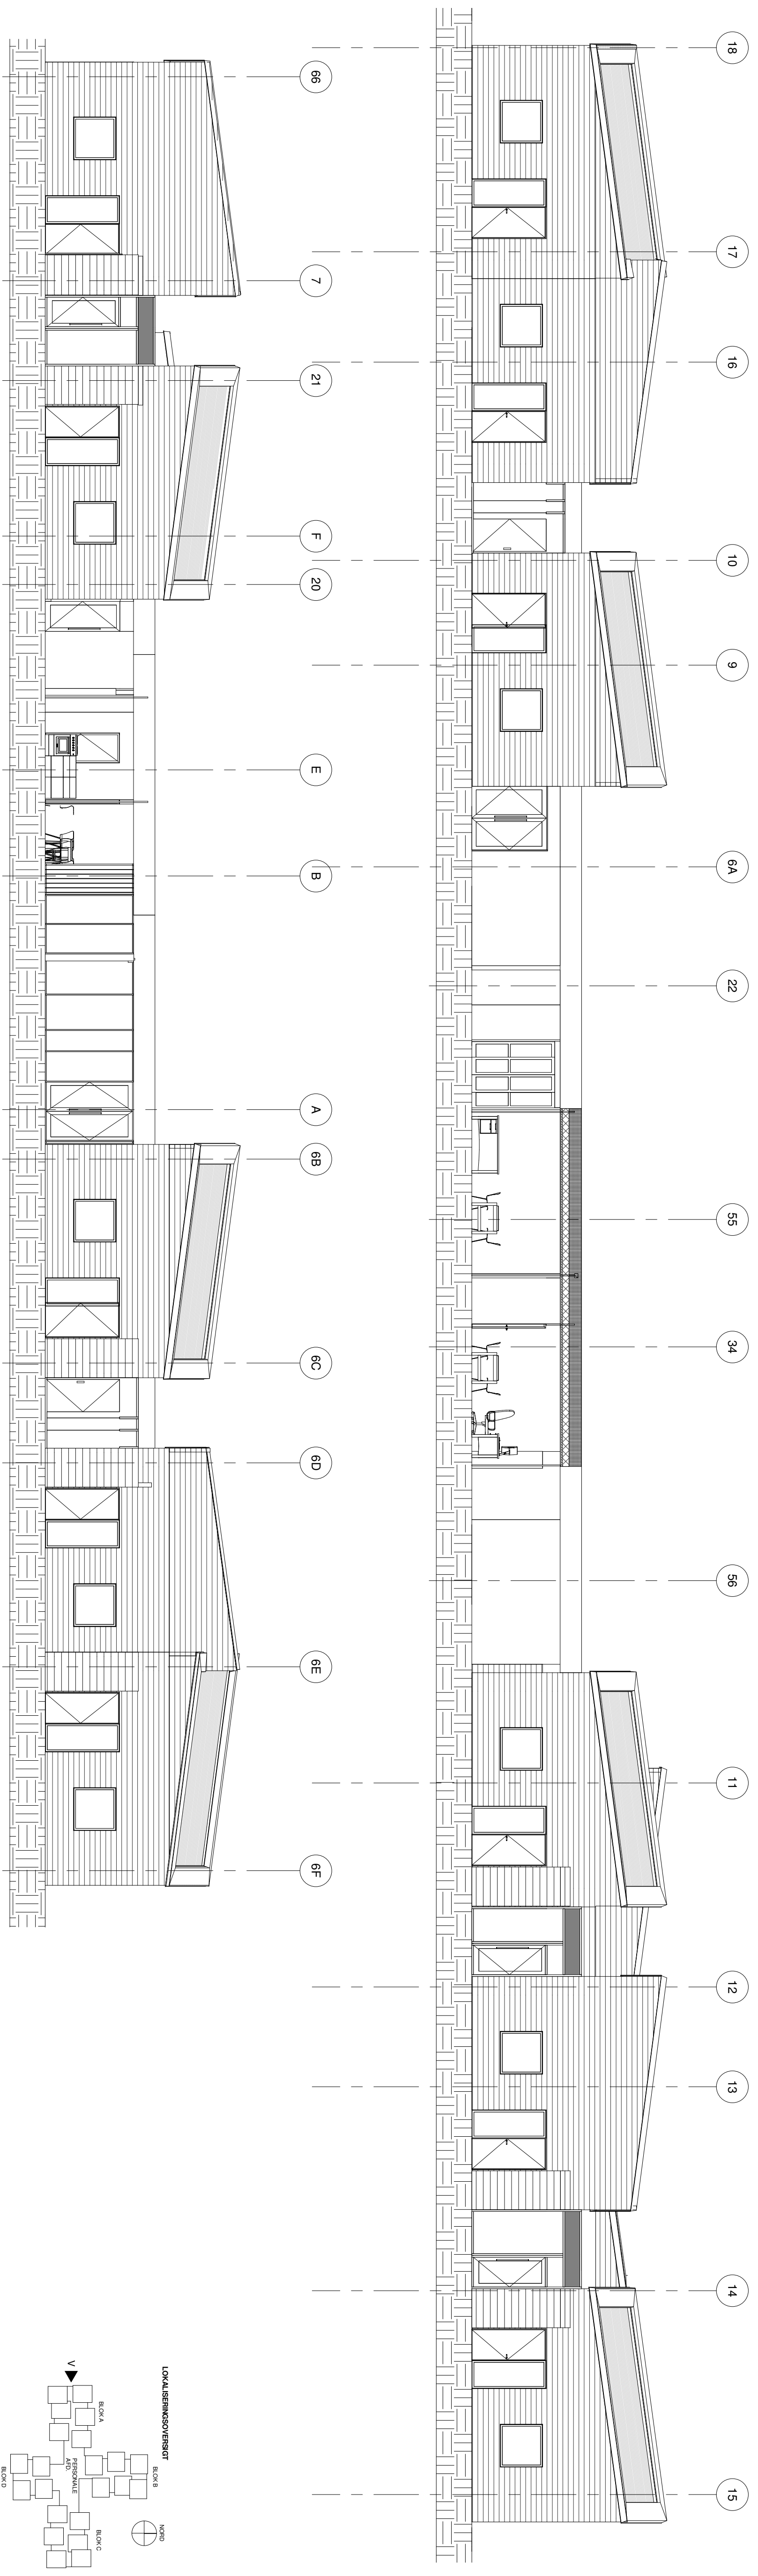 18
17
16
10
9
6A
22
55
34
56
11
12
13
14
15
66
7
21
F
20
E
B
A
6B
6C
6D
6E
6F
LOKALISERINGSOVERSIGT
BLOK A
BLOK B
NORD
V
PERSONALE
AFD.
BLOK C
BLOK D